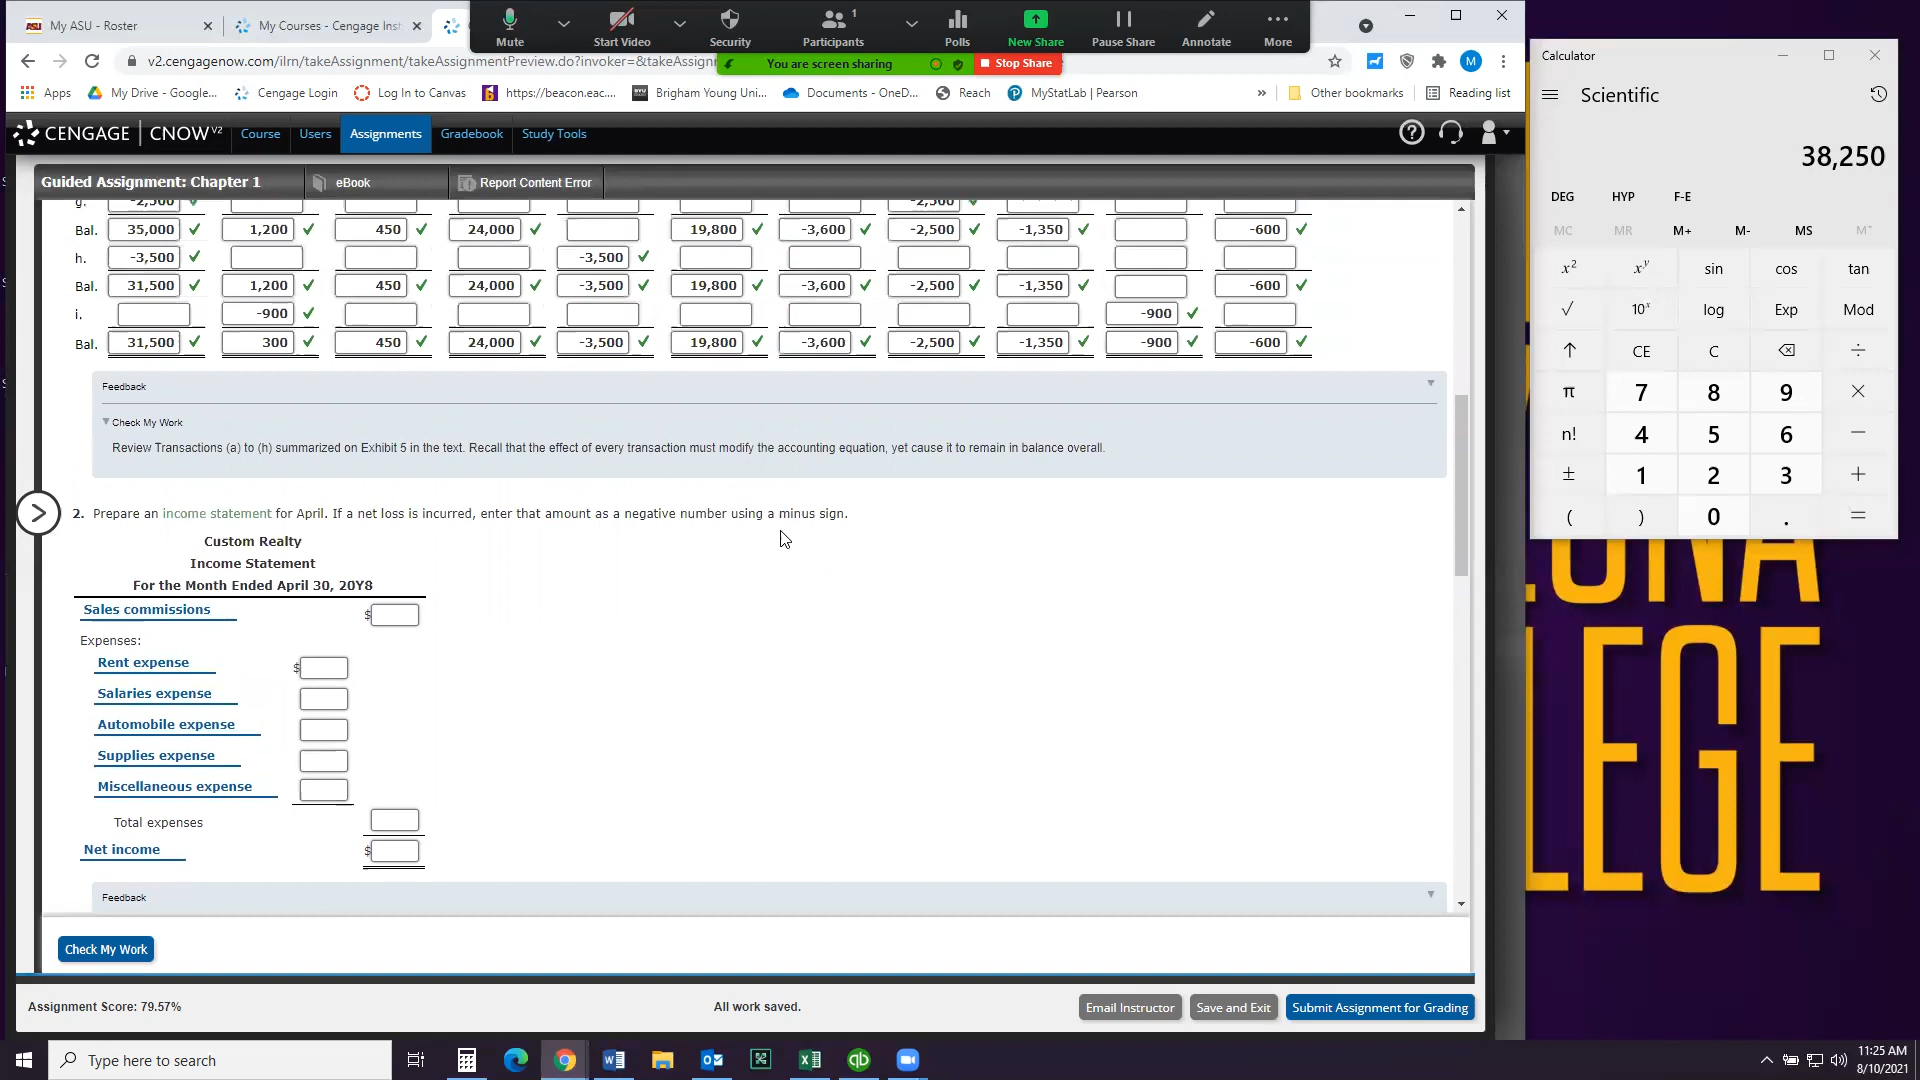 My ASU - Roster
My Courses - Cengage Inst
Mute
Start Video
Security
Participants
1
Polls
New Share
Pause Share
Annotate
More
v2.cengagenow.com/ilrn/takeAssignment/takeAssignmentPreview.do?invoker=&takeAssignr
You are screen sharing
Stop Share
M
Apps
My Drive - Google...
Cengage Login
Log In to Canvas
https://beacon.eac....
Brigham Young Uni...
Documents - OneD...
Reach
MyStatLab | Pearson
»
Other bookmarks
Reading list
CENGAGE | CNOWV2
Course
Users
Assignments
Gradebook
Study Tools
Guided Assignment: Chapter 1
eBook
Report Content Error
g. -2,500 -2,500
Bal. 35,000 1,200 450 24,000 19,800 -3,600 -2,500 -1,350 -600
h. -3,500 -3,500
Bal. 31,500 1,200 450 24,000 -3,500 19,800 -3,600 -2,500 -1,350 -600
i. -900 -900
Bal. 31,500 300 450 24,000 -3,500 19,800 -3,600 -2,500 -1,350 -900 -600
Feedback
Check My Work
Review Transactions (a) to (h) summarized on Exhibit 5 in the text. Recall that the effect of every transaction must modify the accounting equation, yet cause it to remain in balance overall.
2. Prepare an income statement for April. If a net loss is incurred, enter that amount as a negative number using a minus sign.
Custom Realty
Income Statement
For the Month Ended April 30, 20Y8
Sales commissions $
Expenses:
Rent expense $
Salaries expense
Automobile expense
Supplies expense
Miscellaneous expense
Total expenses
Net income $
Feedback
Check My Work
Assignment Score: 79.57%
All work saved.
Email Instructor
Save and Exit
Submit Assignment for Grading
Calculator
Scientific
38,250
DEG HYP F-E
MC MR M+ M- MS M˅
x² xʸ sin cos tan
√ 10ˣ log Exp Mod
↑ CE C ⌫ ÷
π 7 8 9 ×
n! 4 5 6 −
± 1 2 3 +
( ) 0 . =
LEGE
Type here to search
11:25 AM
8/10/2021